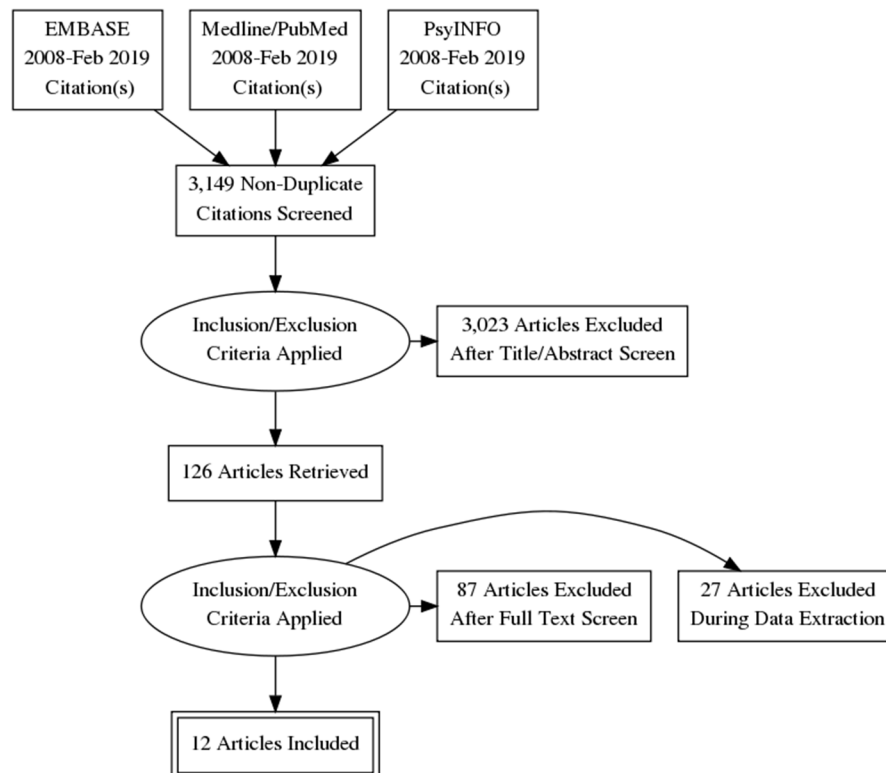 EMBASE
2008-Feb 2019
Citation(s)
Medline/PubMed
2008-Feb 2019
Citation(s)
PsyINFO
2008-Feb 2019
Citation(s)
3,149 Non-Duplicate
Citations Screened
Inclusion/Exclusion
Criteria Applied
3,023 Articles Excluded
After Title/Abstract Screen
126 Articles Retrieved
Inclusion/Exclusion
Criteria Applied
87 Articles Excluded
After Full Text Screen
27 Articles Excluded
During Data Extraction
12 Articles Included